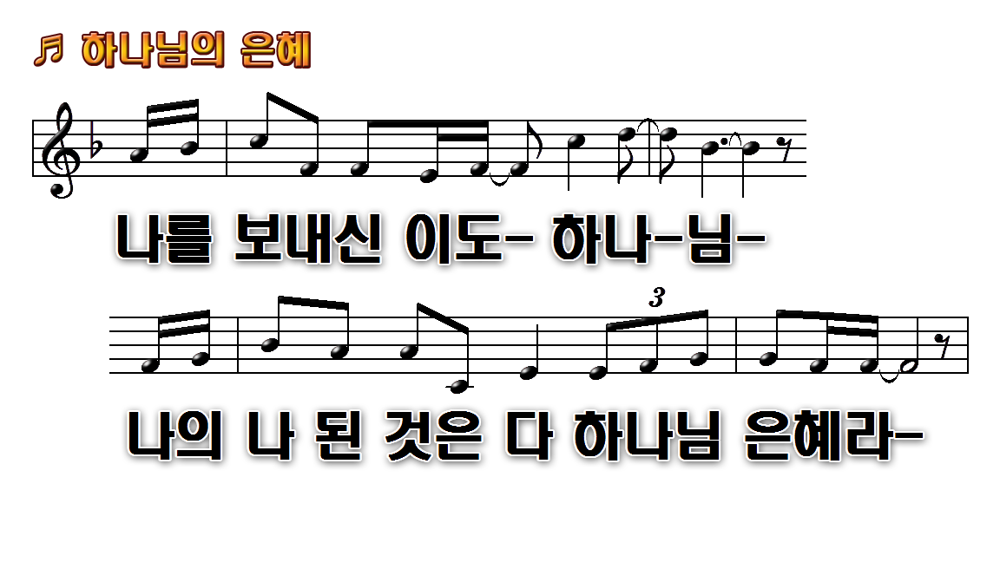 ♬ 하나님의 은혜
나를 보내신 이도- 하나-님-
3
나의 나 된 것은 다 하나님 은혜라-